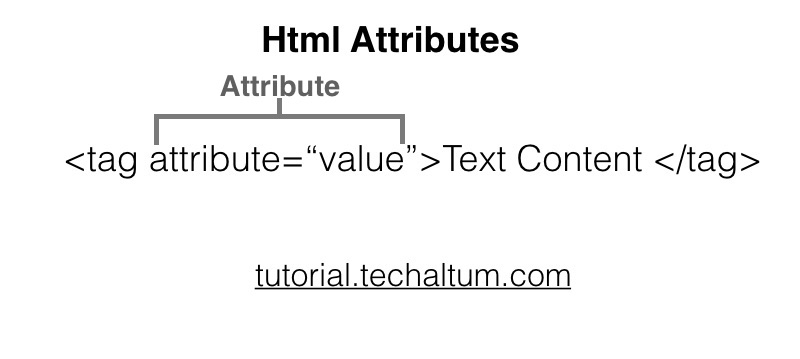 Html Attributes
Attribute
<tag attribute=“value”>Text Content </tag>
tutorial.techaltum.com